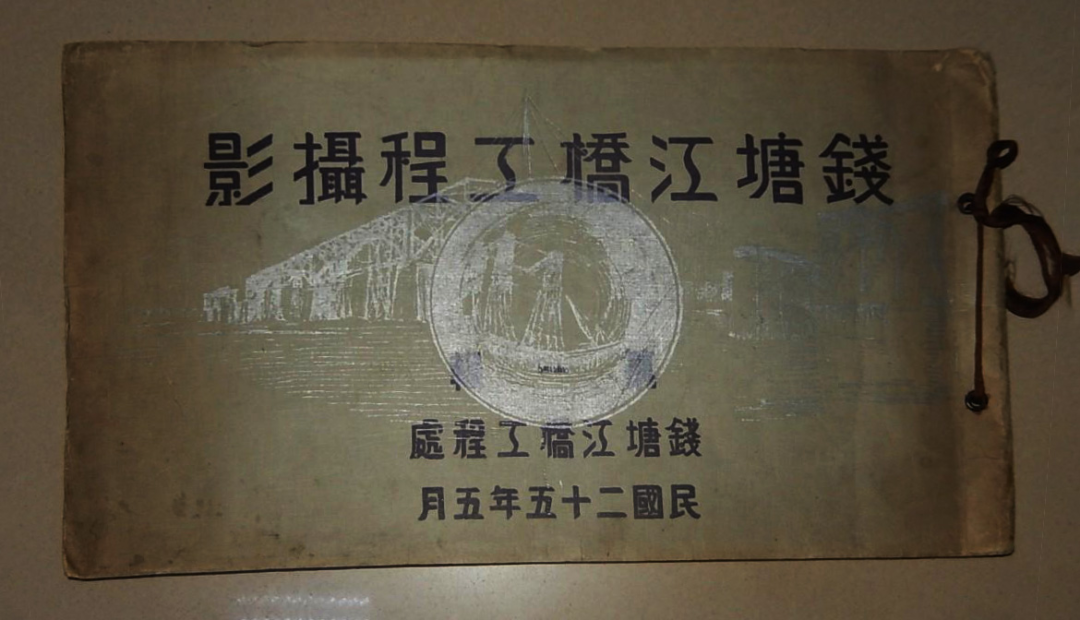 錢塘江橋工程攝影
錢塘江橋工程處
民國二十五年五月